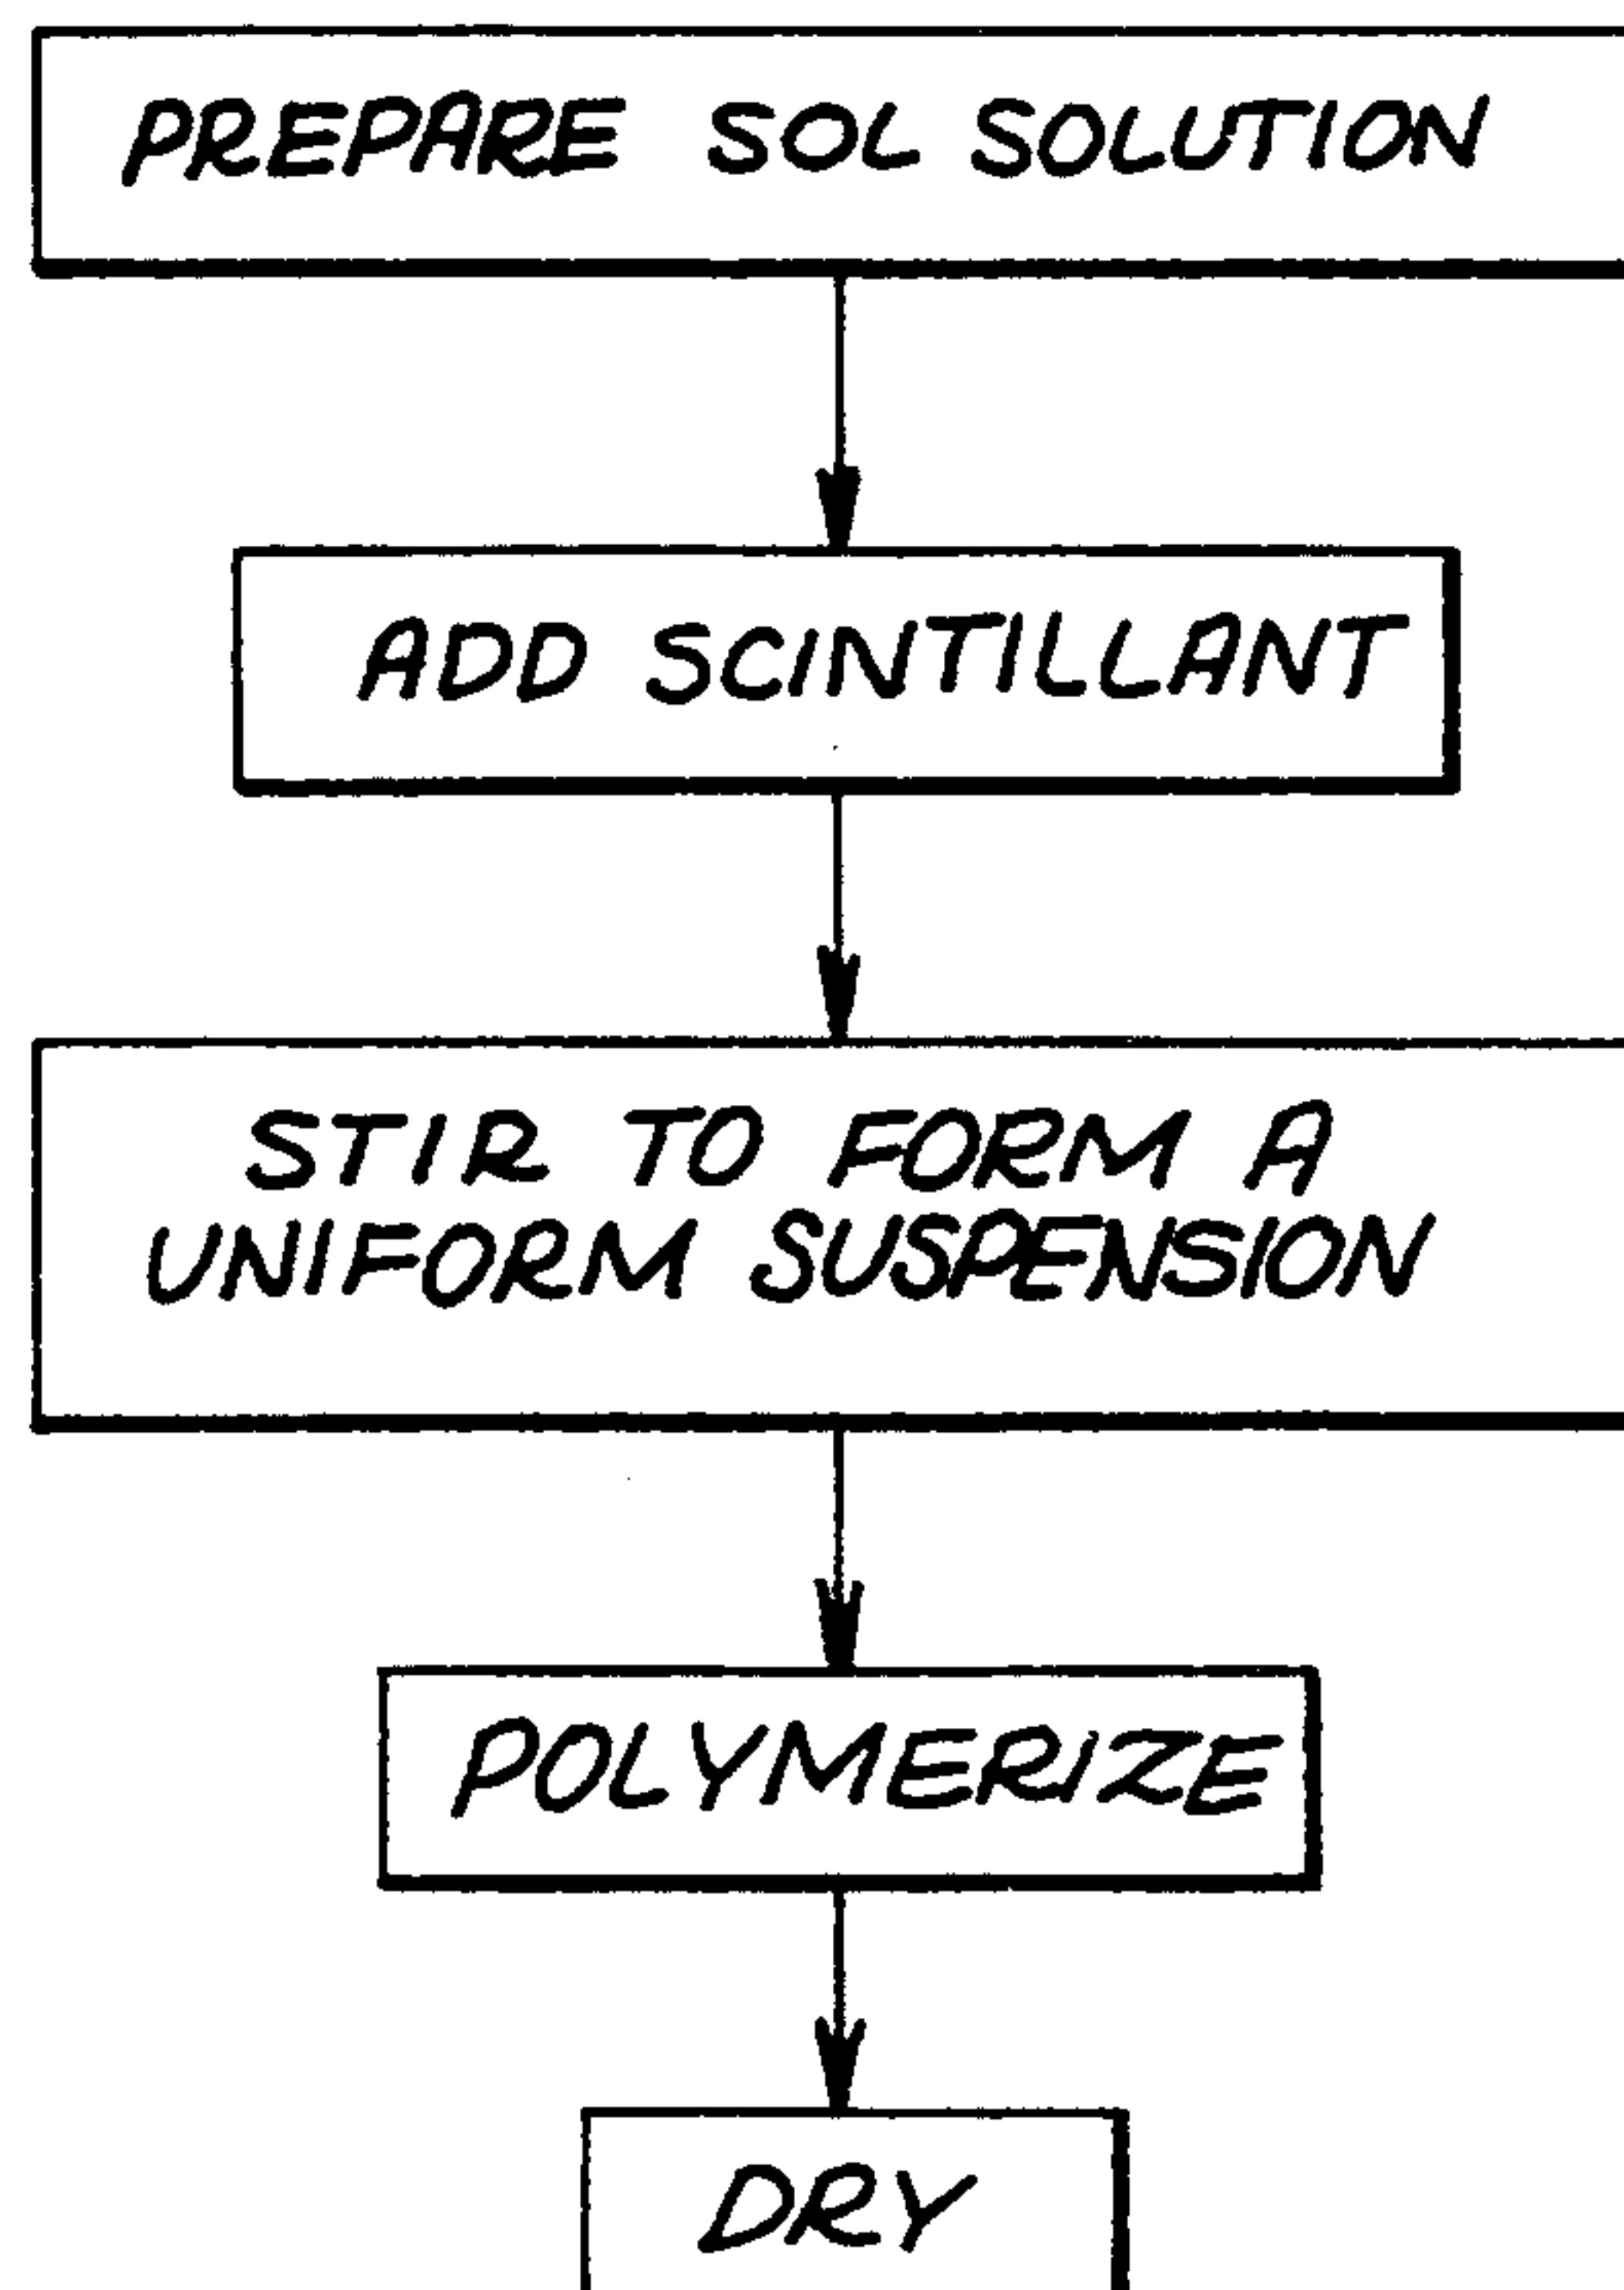 PREPARE SOL SOLUTION
ADD SCINTILLANT
STIR TO FORM A
UNIFORM SUSPENSION
POLYMERIZE
DRY